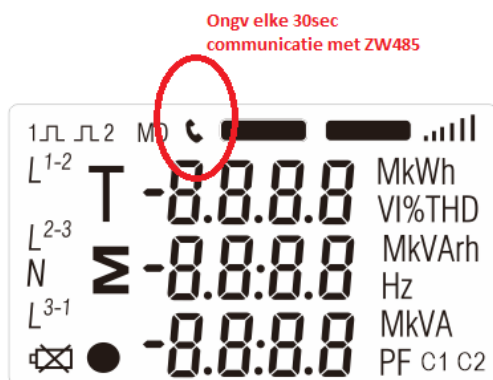 Ongv elke 30sec
communicatie met ZW485
1 2 MD
L1-2 T -8.8.8.8 MkWh
VI%THD
L2-3 MkVArh
N Σ -8.8:8.8 Hz
L3-1 MkVA
-8.8:8.8 PF C1 C2